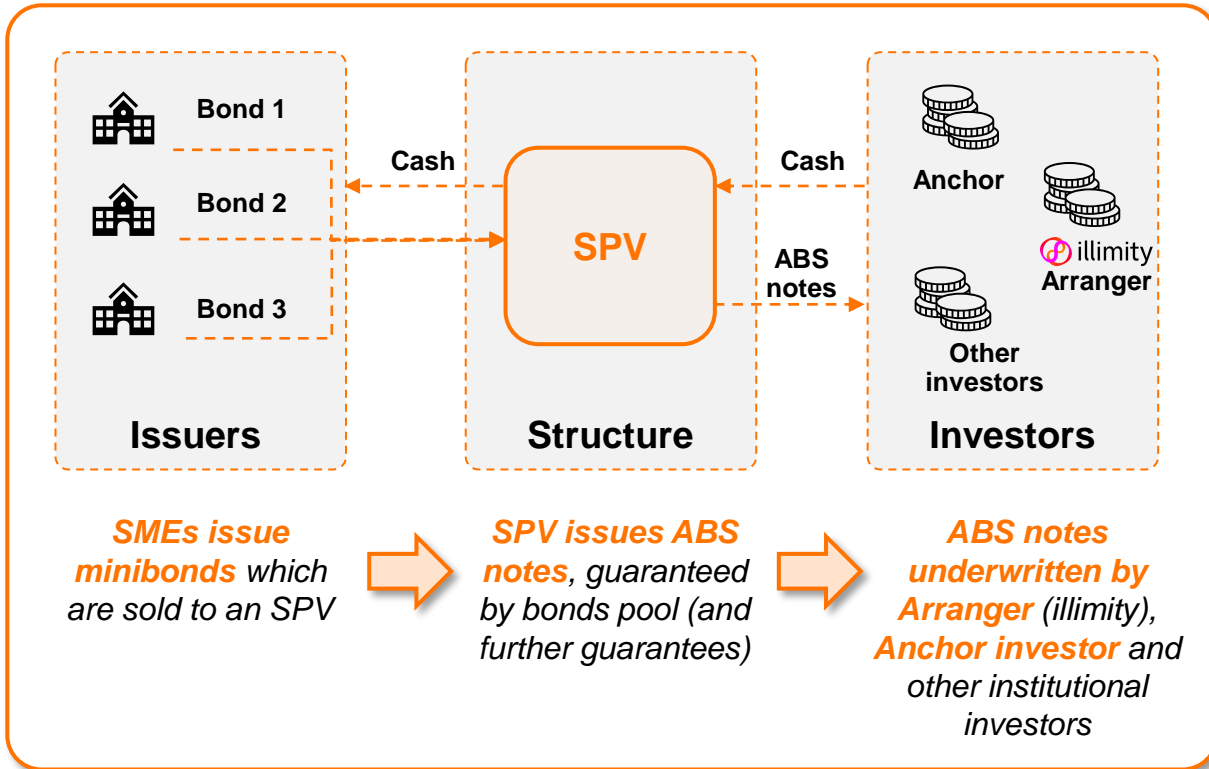 Bond 1
Bond 2
Bond 3
Issuers
Cash
SPV
Structure
Cash
ABS
notes
Anchor
illimity
Arranger
Other
investors
Investors
SMEs issue
minibonds which
are sold to an SPV
SPV issues ABS
notes, guaranteed
by bonds pool (and
further guarantees)
ABS notes
underwritten by
Arranger (illimity),
Anchor investor and
other institutional
investors